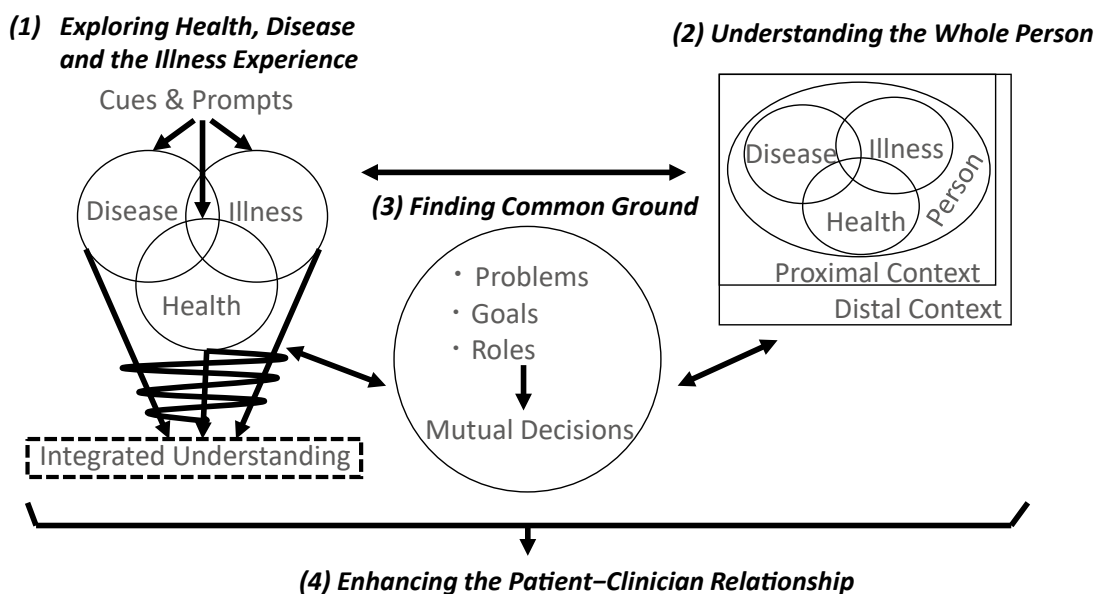 (1) Exploring Health, Disease
and the Illness Experience
Cues & Prompts
Disease
Illness
Health
Integrated Understanding
(2) Understanding the Whole Person
Disease
Illness
Health
Person
Proximal Context
Distal Context
(3) Finding Common Ground
· Problems
· Goals
· Roles
Mutual Decisions
(4) Enhancing the Patient–Clinician Relationship